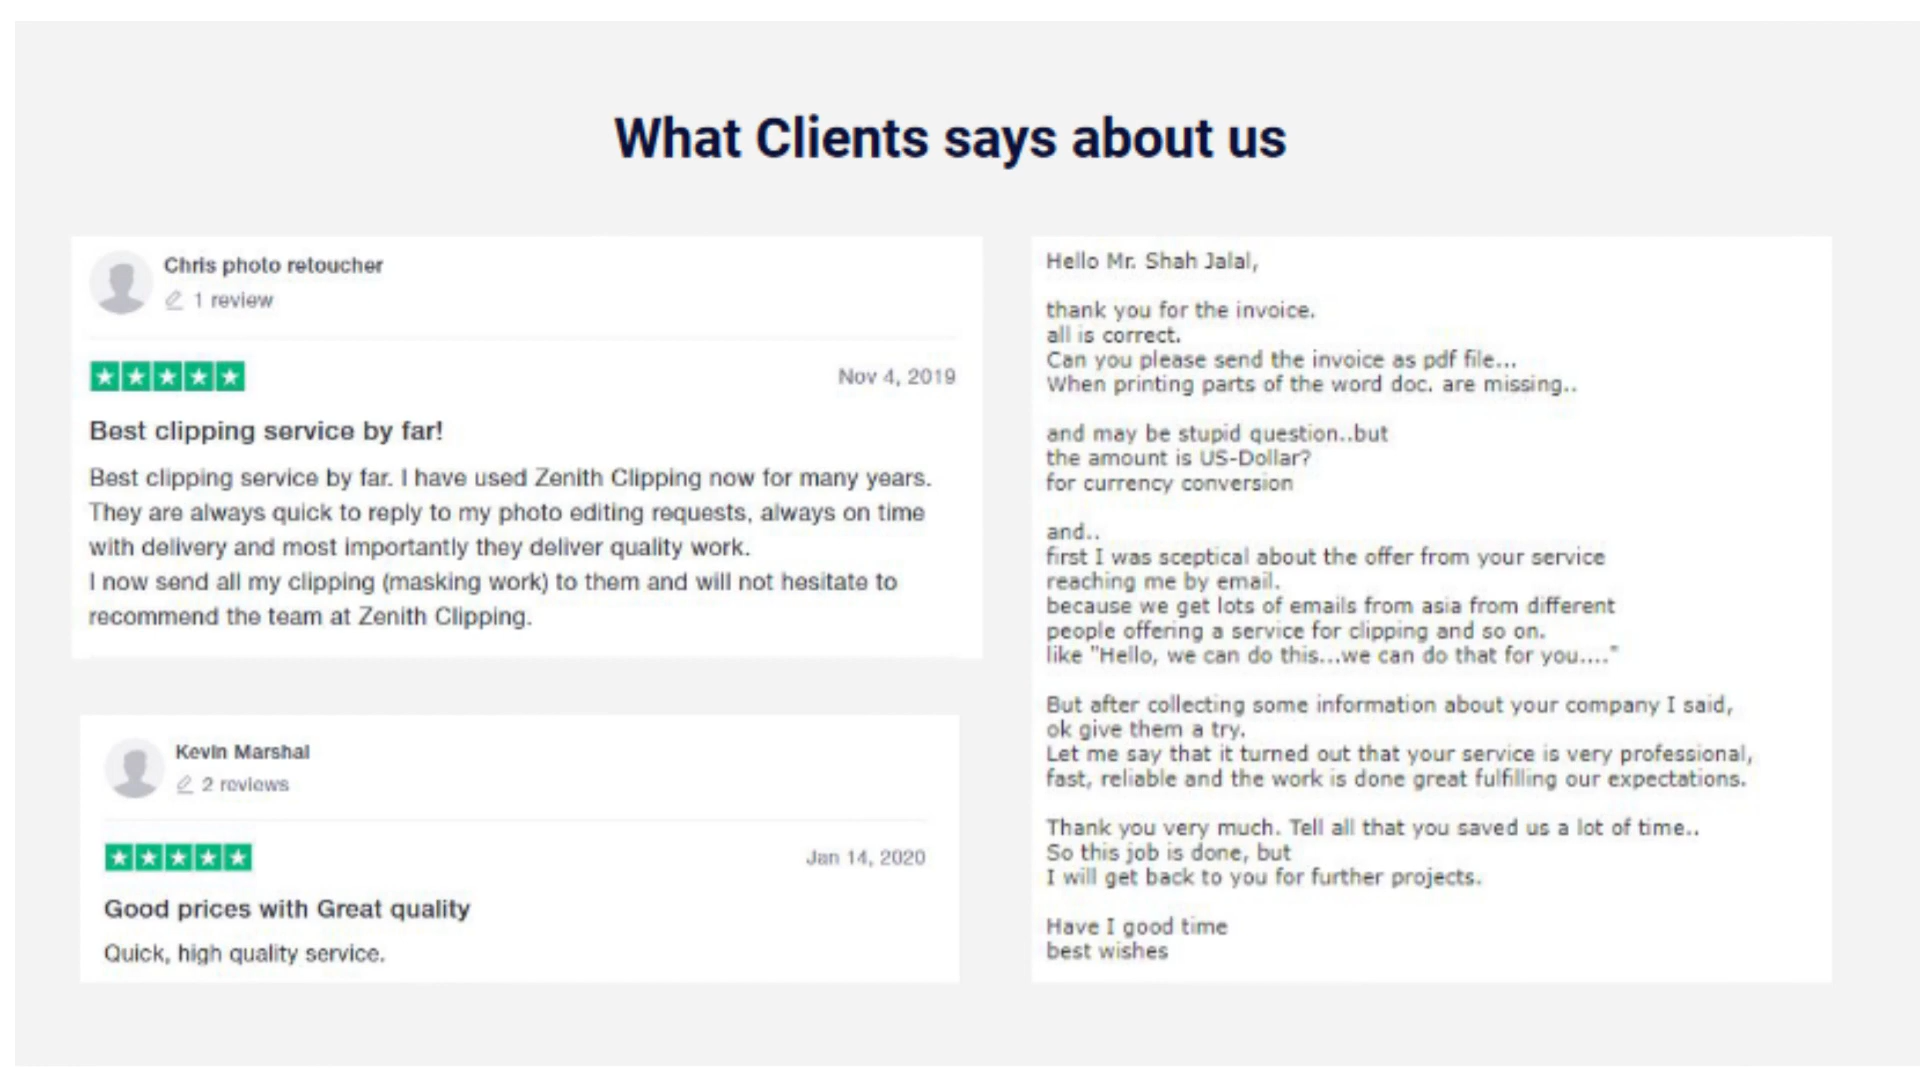 What Clients says about us
Chris photo retoucher
1 review
Nov 4, 2019
Best clipping service by far!
Best clipping service by far. I have used Zenith Clipping now for many years.
They are always quick to reply to my photo editing requests, always on time
with delivery and most importantly they deliver quality work.
I now send all my clipping (masking work) to them and will not hesitate to
recommend the team at Zenith Clipping.
Kevin Marshal
2 reviews
Jan 14, 2020
Good prices with Great quality
Quick, high quality service.
Hello Mr. Shah Jalal,
thank you for the invoice.
all is correct.
Can you please send the invoice as pdf file...
When printing parts of the word doc. are missing..
and may be stupid question..but
the amount is US-Dollar?
for currency conversion
and..
first I was sceptical about the offer from your service
reaching me by email.
because we get lots of emails from asia from different
people offering a service for clipping and so on.
like "Hello, we can do this...we can do that for you...."
But after collecting some information about your company I said,
ok give them a try.
Let me say that it turned out that your service is very professional,
fast, reliable and the work is done great fulfilling our expectations.
Thank you very much. Tell all that you saved us a lot of time..
So this job is done, but
I will get back to you for further projects.
Have I good time
best wishes